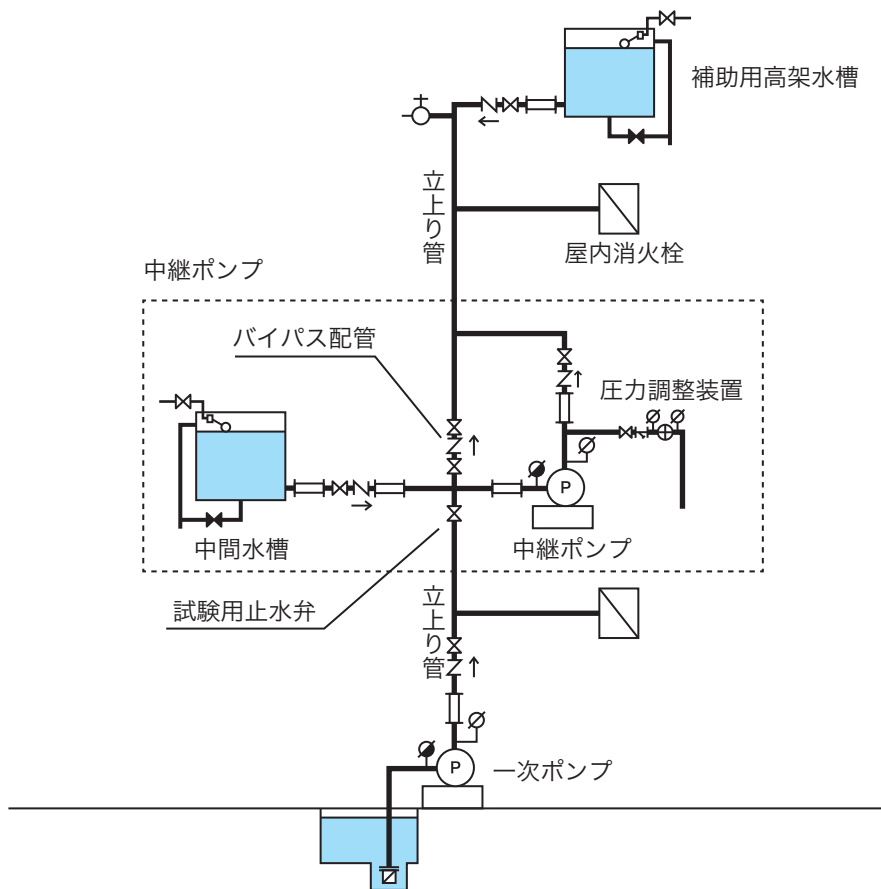 補助用高架水槽
立上り管
屋内消火栓
中継ポンプ
バイパス配管
圧力調整装置
P
中間水槽
中継ポンプ
試験用止水弁
立上り管
P
一次ポンプ